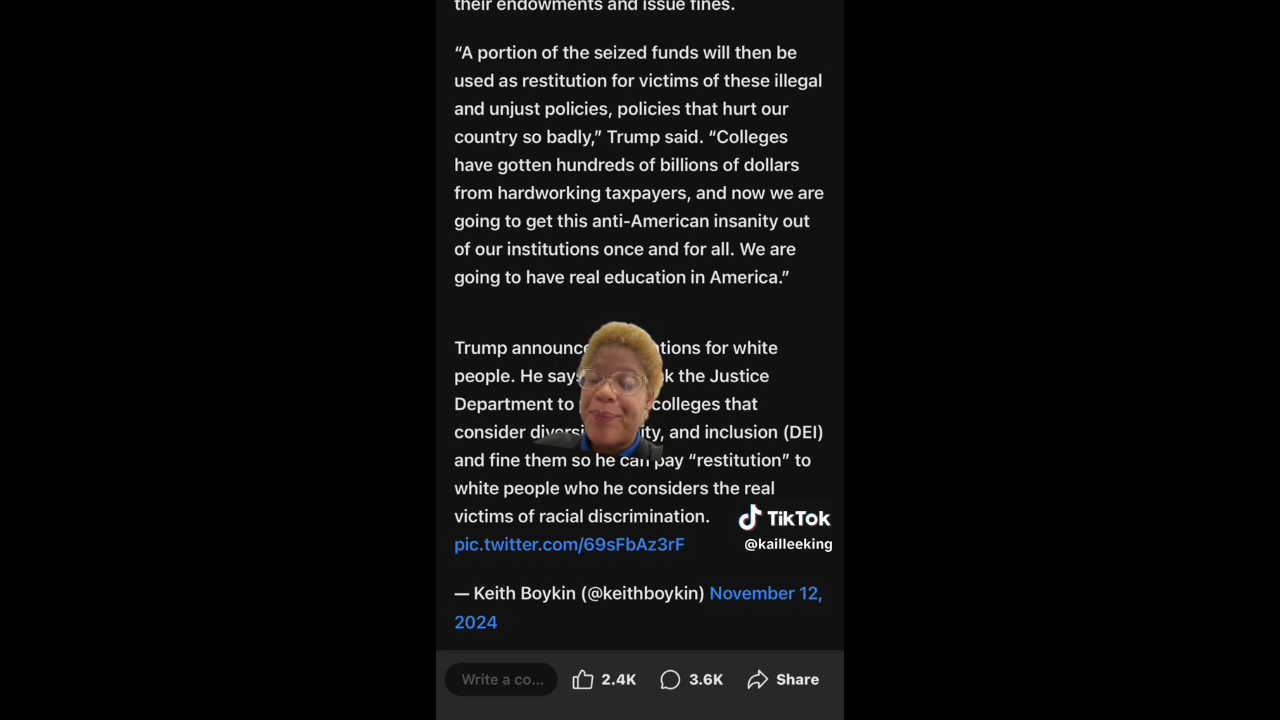 their endowments and issue fines.
“A portion of the seized funds will then be
used as restitution for victims of these illegal
and unjust policies, policies that hurt our
country so badly,” Trump said. “Colleges
have gotten hundreds of billions of dollars
from hardworking taxpayers, and now we are
going to get this anti-American insanity out
of our institutions once and for all. We are
going to have real education in America.”
Trump announce tions for white
people. He says k the Justice
Department to colleges that
consider diversi ity, and inclusion (DEI)
and fine them so he can pay “restitution” to
white people who he considers the real
victims of racial discrimination.
pic.twitter.com/69sFbAz3rF
TikTok
@kailleeking
— Keith Boykin (@keithboykin) November 12,
2024
Write a co...
2.4K
3.6K
Share